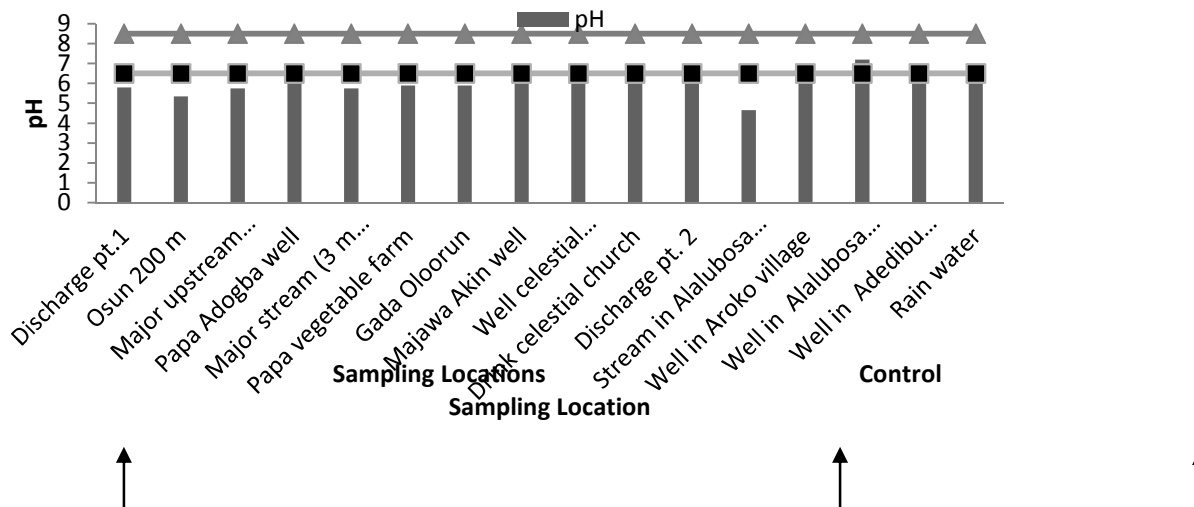 pH
9
8
7
6
5
4
3
2
1
0
pH
Discharge pt.1
Osun 200 m
Major upstream...
Papa Adogba well
Major stream (3 m...
Papa vegetable farm
Gada Oloorun
Majawa Akin well
Well celestial...
Drink celestial church
Discharge pt. 2
Stream in Alalubosa...
Well in Aroko village
Well in Alalubosa...
Well in Adedibu...
Rain water
Sampling Locations
Control
Sampling Location